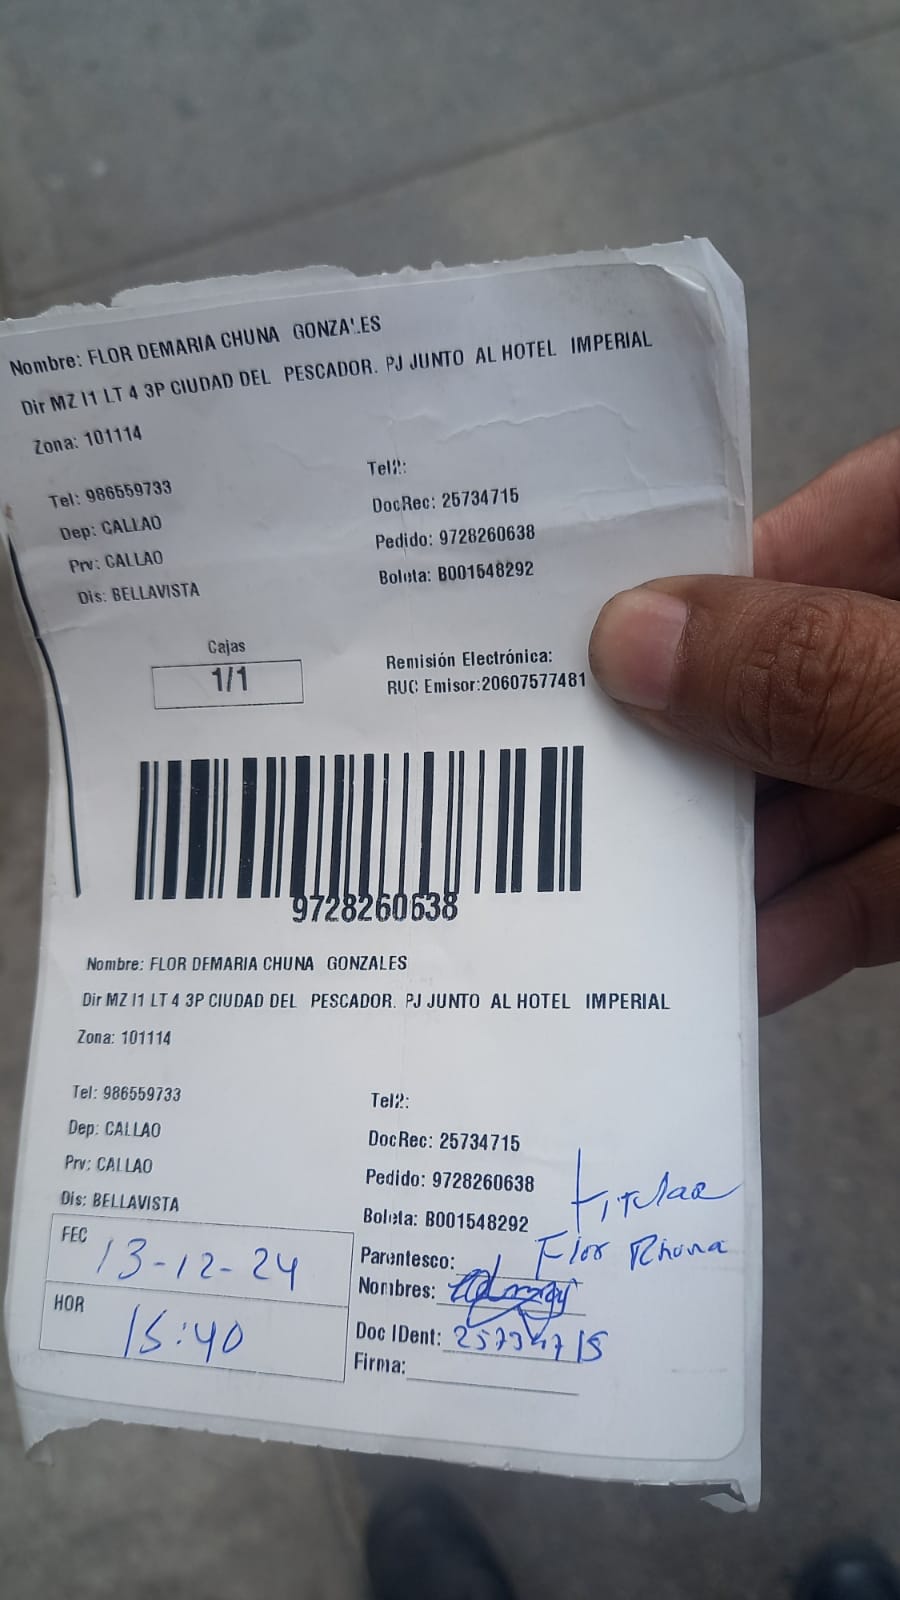 Nombre: FLOR DEMARIA CHUNA GONZALES
Dir MZ I1 LT 4 3P CIUDAD DEL PESCADOR. PJ JUNTO AL HOTEL IMPERIAL
Zona: 101114
Tel: 986559733
Tel2:
Dep: CALLAO
DocRec: 25734715
Prv: CALLAO
Pedido: 9728260638
Dis: BELLAVISTA
Boleta: B001548292
Cajas
1/1
Remisión Electrónica:
RUC Emisor:20607577481
9728260638
Nombre: FLOR DEMARIA CHUNA GONZALES
Dir MZ I1 LT 4 3P CIUDAD DEL PESCADOR. PJ JUNTO AL HOTEL IMPERIAL
Zona: 101114
Tel: 986559733
Tel2:
Dep: CALLAO
DocRec: 25734715
Prv: CALLAO
Pedido: 9728260638
Dis: BELLAVISTA
Boleta: B001548292
Titular
FEC 13-12-24
Parentesco: Flor
Nombres:
HOR 15:40
Doc IDent: 25734715
Firma: